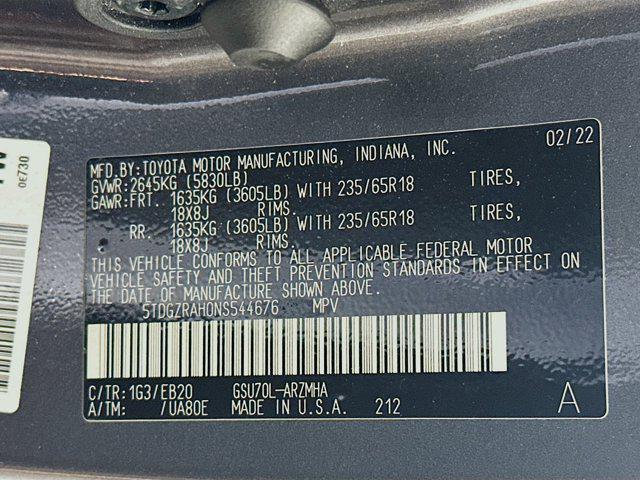 02/22
MFD.BY:TOYOTA MOTOR MANUFACTURING, INDIANA, INC.
GVWR:2645KG (5830LB)
GAWR:FRT. 1635KG (3605LB) WITH 235/65R18 TIRES,
18X8J RIMS.
RR. 1635KG (3605LB) WITH 235/65R18 TIRES,
18X8J RIMS.
THIS VEHICLE CONFORMS TO ALL APPLICABLE FEDERAL MOTOR
VEHICLE SAFETY AND THEFT PREVENTION STANDARDS IN EFFECT ON
THE DATE OF MANUFACTURE SHOWN ABOVE.
5TDGZRAH0NS544676 MPV
C/TR:1G3/EB20 GSU70L-ARZMHA
A/TM: /UA80E MADE IN U.S.A. 212 A
0E730